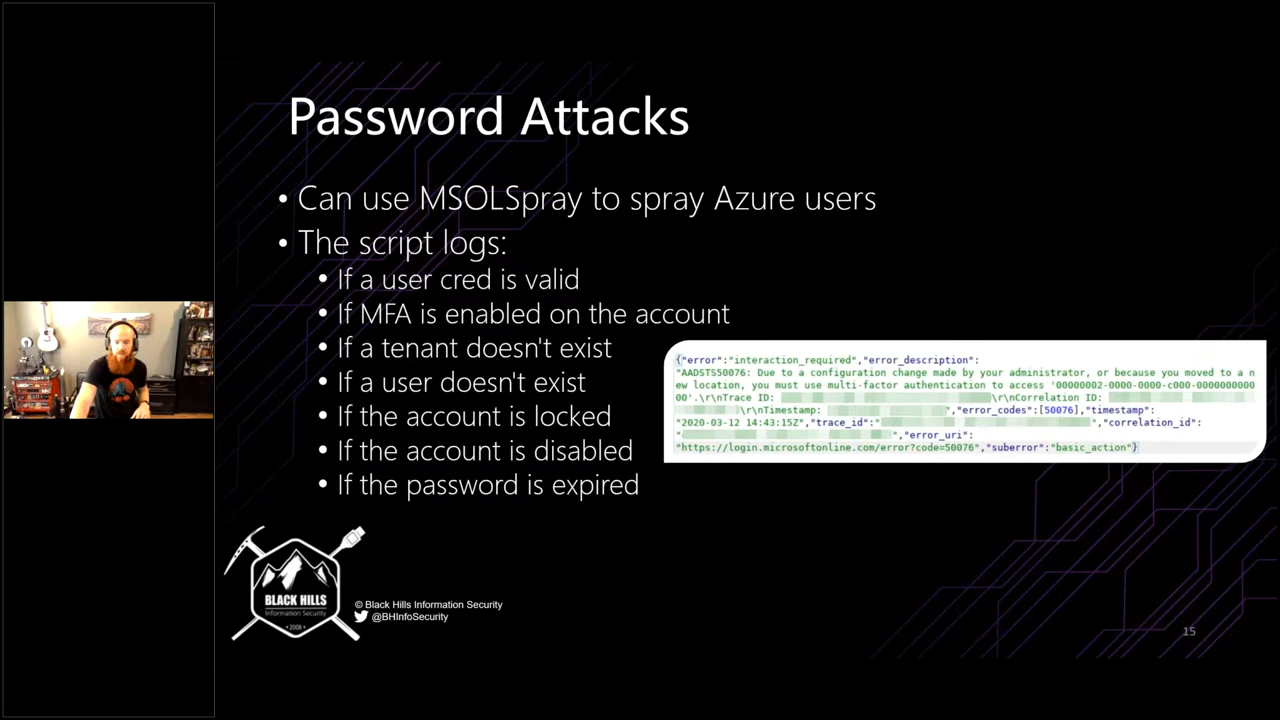 Password Attacks
• Can use MSOLSpray to spray Azure users
• The script logs:
• If a user cred is valid
• If MFA is enabled on the account
• If a tenant doesn't exist
• If a user doesn't exist
• If the account is locked
• If the account is disabled
• If the password is expired
{"error":"interaction_required","error_description":
"AADSTS50076: Due to a configuration change made by your administrator, or because you moved to a n
ew location, you must use multi-factor authentication to access '00000002-0000-0000-c000-0000000000
00'.\r\nTrace ID: \r\nCorrelation ID:
\r\nTimestamp: ","error_codes":[50076],"timestamp":
"2020-03-12 14:43:15Z","trace_id":" ","correlation_id":
" ","error_uri":
"https://login.microsoftonline.com/error?code=50076","suberror":"basic_action"}
BLACK HILLS
Information Security
• 2008 •
© Black Hills Information Security
@BHInfoSecurity
15